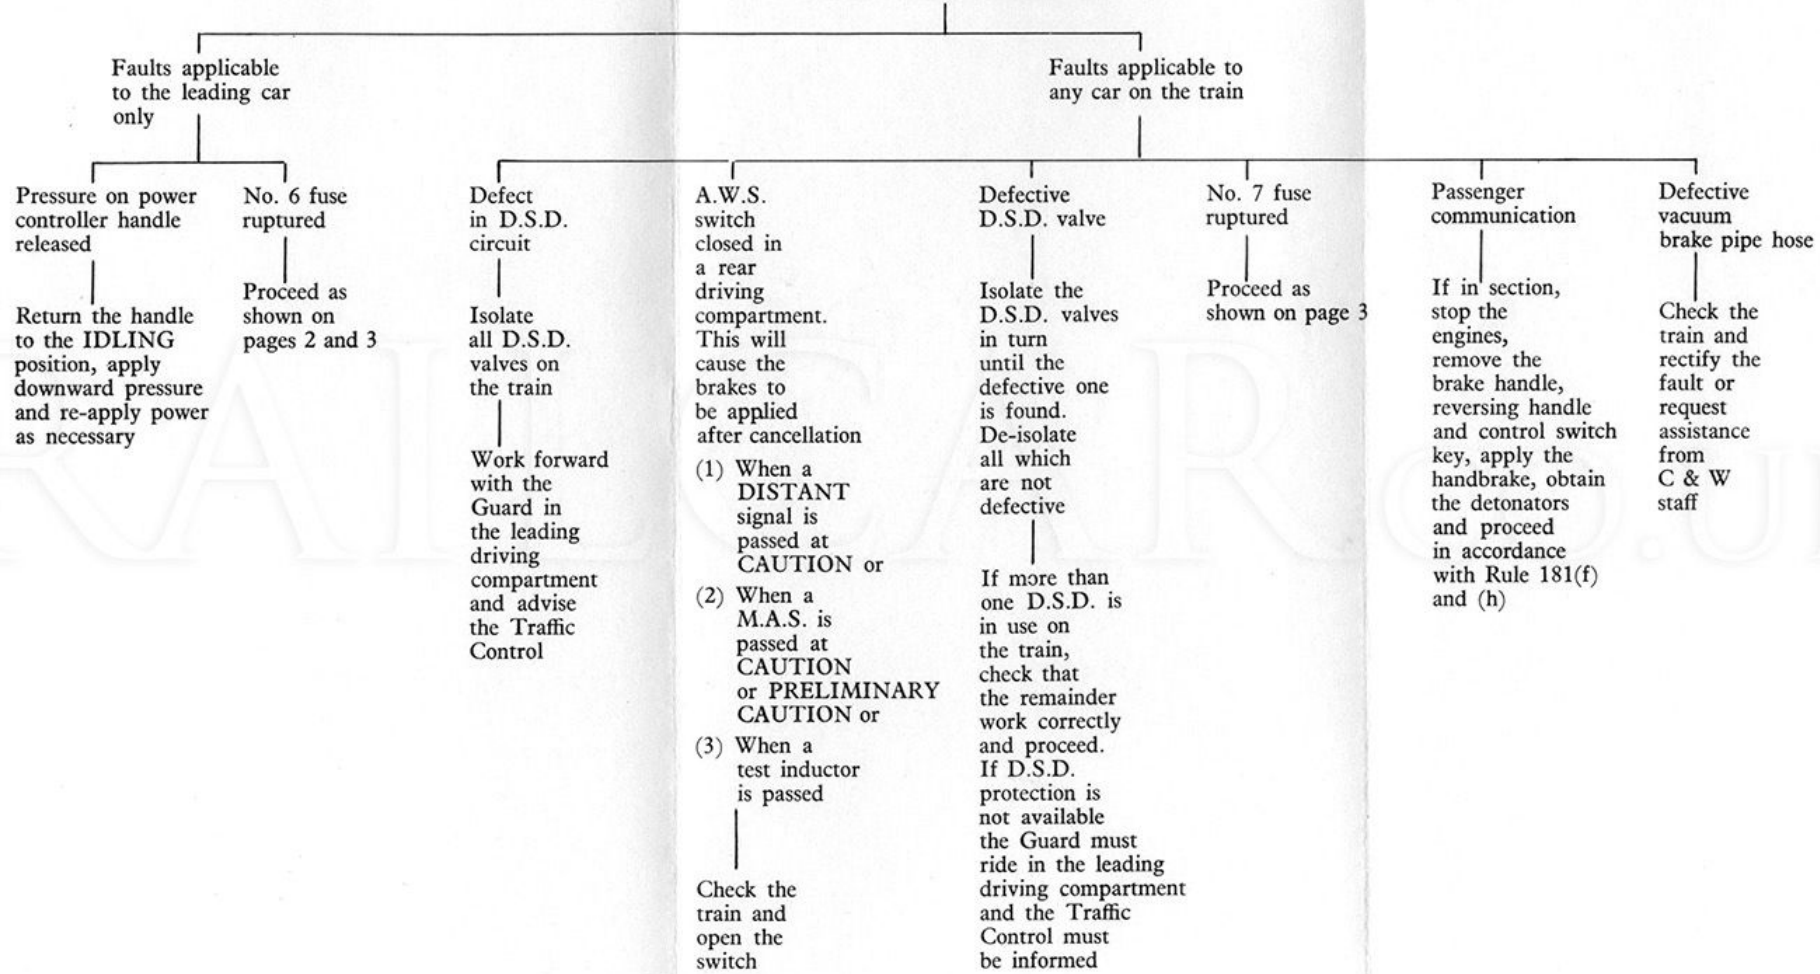 Faults applicable
to the leading car
only
Faults applicable to
any car on the train
Pressure on power
controller handle
released
Return the handle
to the IDLING
position, apply
downward pressure
and re-apply power
as necessary
No. 6 fuse
ruptured
Proceed as
shown on
pages 2 and 3
Defect
in D.S.D.
circuit
Isolate
all D.S.D.
valves on
the train
Work forward
with the
Guard in
the leading
driving
compartment
and advise
the Traffic
Control
A.W.S.
switch
closed in
a rear
driving
compartment.
This will
cause the
brakes to
be applied
after cancellation
(1) When a
DISTANT
signal is
passed at
CAUTION or
(2) When a
M.A.S. is
passed at
CAUTION
or PRELIMINARY
CAUTION or
(3) When a
test inductor
is passed
Check the
train and
open the
switch
Defective
D.S.D. valve
Isolate the
D.S.D. valves
in turn
until the
defective one
is found.
De-isolate
all which
are not
defective
If more than
one D.S.D. is
in use on
the train,
check that
the remainder
work correctly
and proceed.
If D.S.D.
protection is
not available
the Guard must
ride in the leading
driving compartment
and the Traffic
Control must
be informed
No. 7 fuse
ruptured
Proceed as
shown on page 3
Passenger
communication
If in section,
stop the
engines,
remove the
brake handle,
reversing handle
and control switch
key, apply the
handbrake, obtain
the detonators
and proceed
in accordance
with Rule 181(f)
and (h)
Defective
vacuum
brake pipe hose
Check the
train and
rectify the
fault or
request
assistance
from
C & W
staff
RAILCAR.co.u